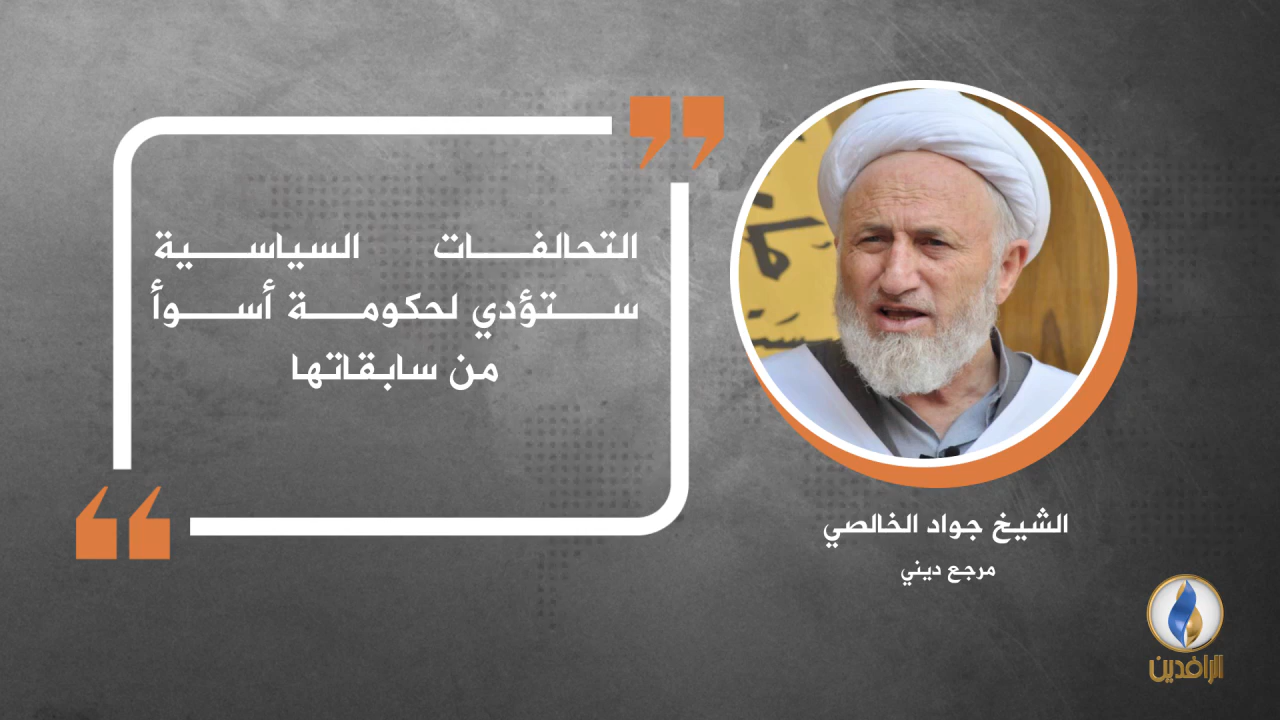 التحالفات السياسية
ستؤدي لحكومة أسوأ
من سابقاتها
الشيخ جواد الخالصي
مرجع ديني
الرافدين